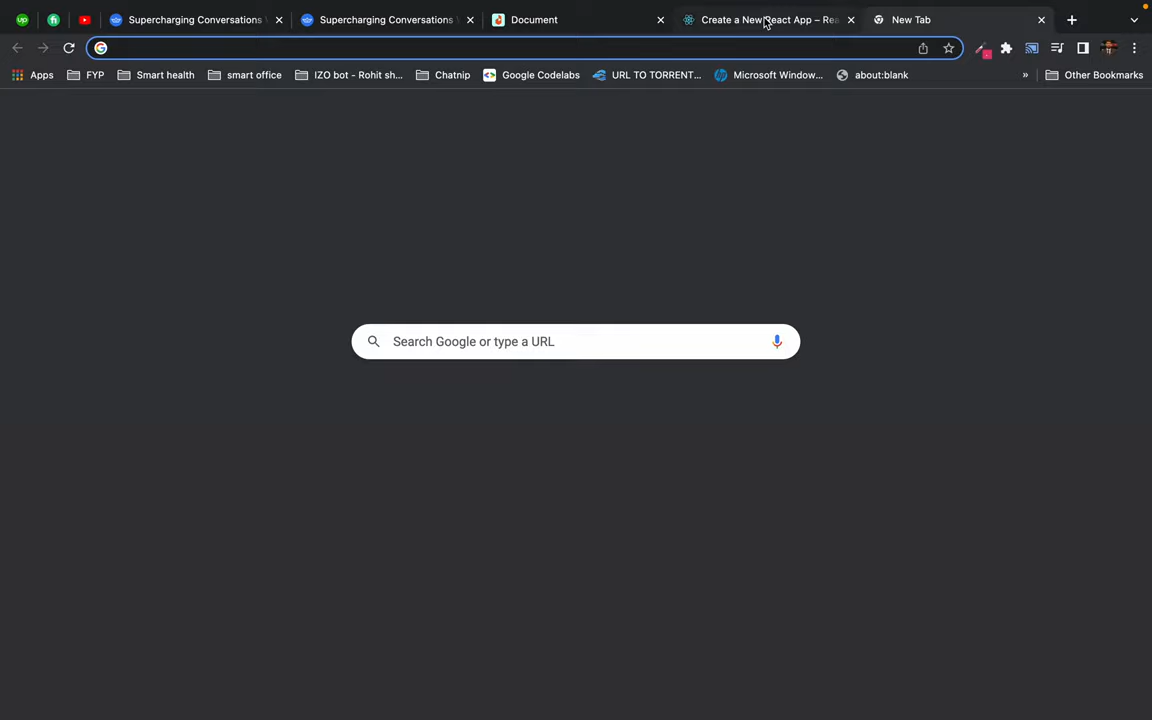 up fi Supercharging Conversations Supercharging Conversations Document Create a New React App – Rea New Tab
Apps FYP Smart health smart office IZO bot - Rohit sh... Chatnip Google Codelabs URL TO TORRENT... Microsoft Window... about:blank » Other Bookmarks
Search Google or type a URL